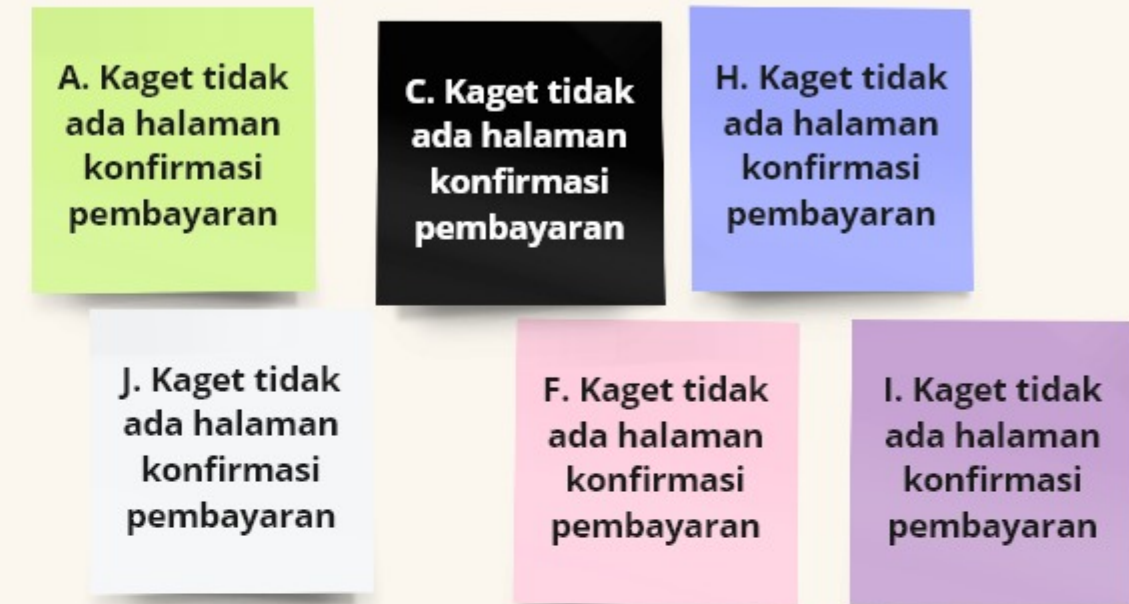 A. Kaget tidak
ada halaman
konfirmasi
pembayaran
C. Kaget tidak
ada halaman
konfirmasi
pembayaran
H. Kaget tidak
ada halaman
konfirmasi
pembayaran
J. Kaget tidak
ada halaman
konfirmasi
pembayaran
F. Kaget tidak
ada halaman
konfirmasi
pembayaran
I. Kaget tidak
ada halaman
konfirmasi
pembayaran